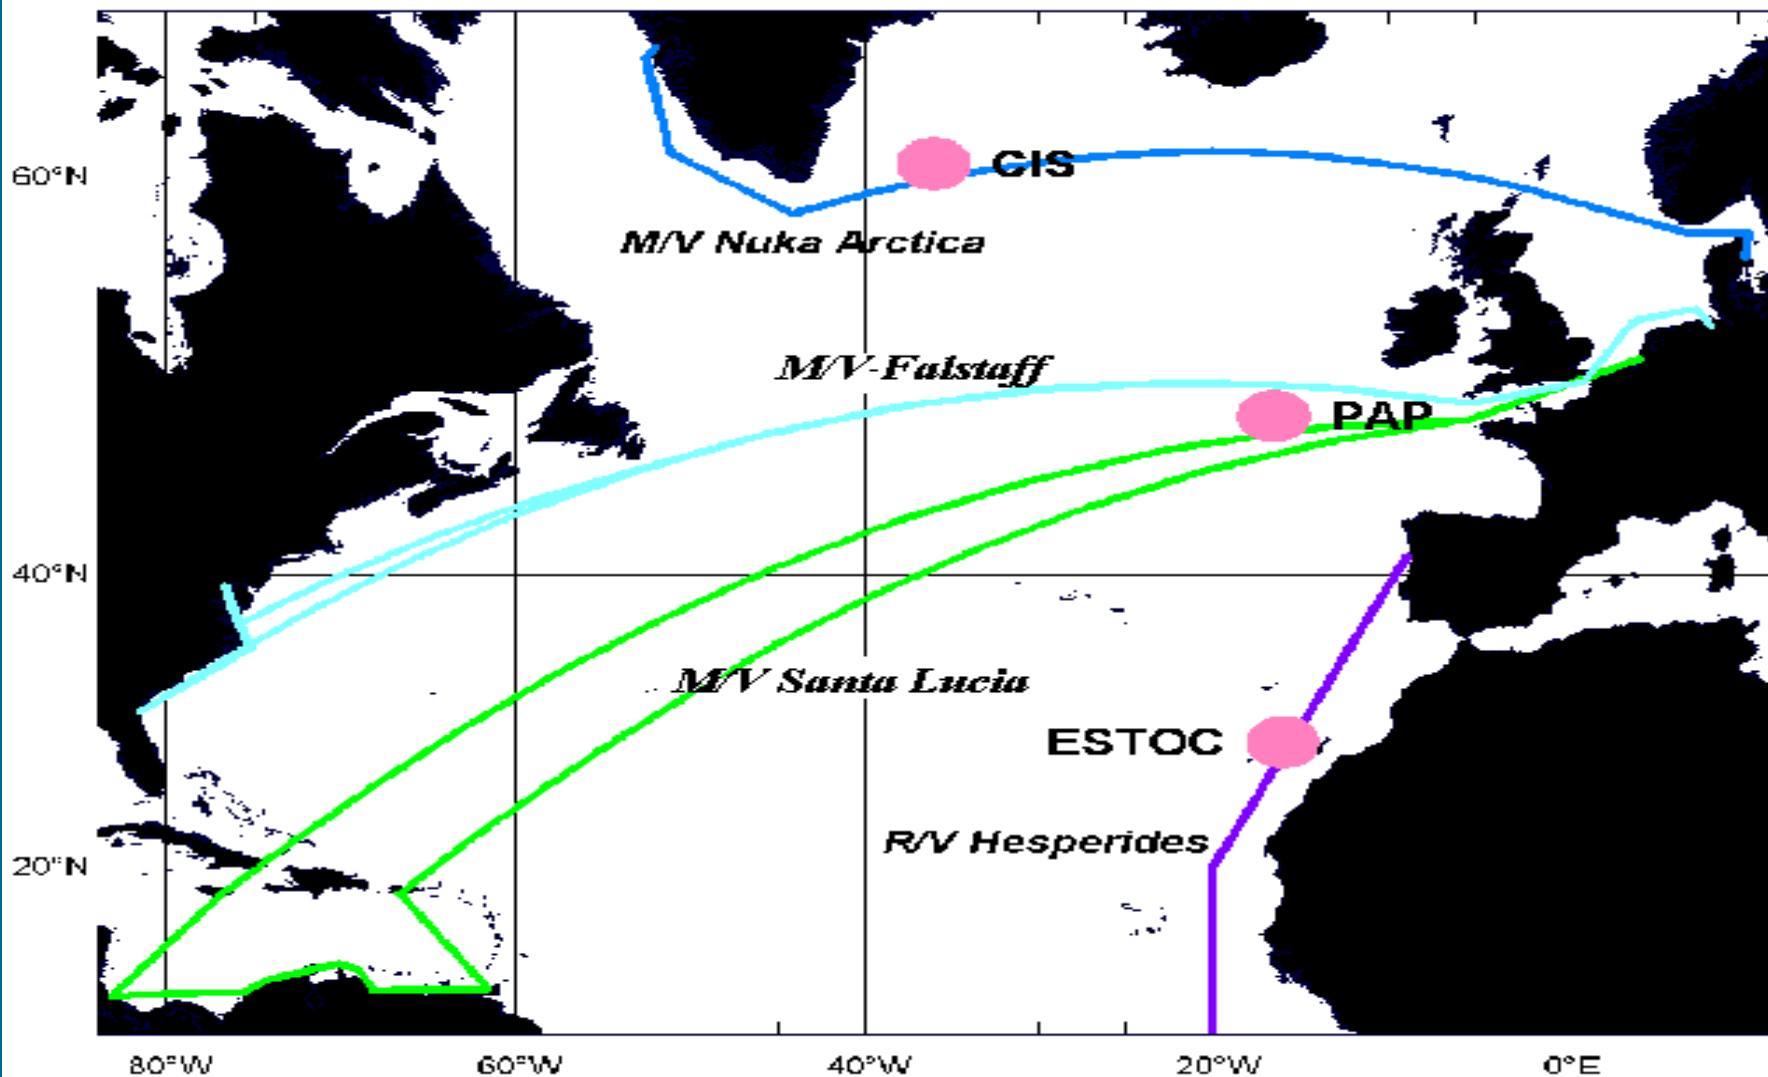 60°N
CIS
M/V Nuka Arctica
M/V-Falstaff
PAP
40°N
M/V Santa Lucia
ESTOC
R/V Hesperides
20°N
80°W 60°W 40°W 20°W 0°E